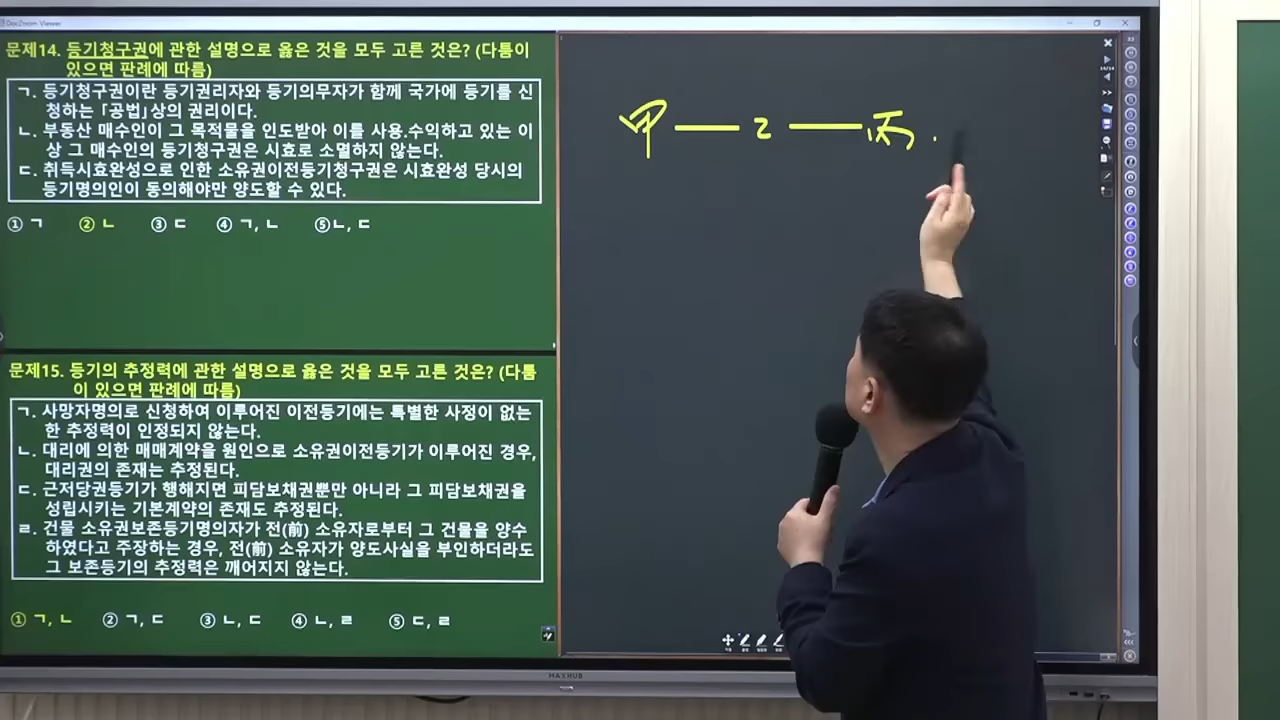 DocZoom Viewer
문제14. 등기청구권에 관한 설명으로 옳은 것을 모두 고른 것은? (다툼이
있으면 판례에 따름)
ㄱ. 등기청구권이란 등기권리자와 등기의무자가 함께 국가에 등기를 신
청하는 「공법」상의 권리이다.
ㄴ. 부동산 매수인이 그 목적물을 인도받아 이를 사용.수익하고 있는 이
상 그 매수인의 등기청구권은 시효로 소멸하지 않는다.
ㄷ. 취득시효완성으로 인한 소유권이전등기청구권은 시효완성 당시의
등기명의인이 동의해야만 양도할 수 있다.
① ㄱ ② ㄴ ③ ㄷ ④ ㄱ, ㄴ ⑤ㄴ, ㄷ
문제15. 등기의 추정력에 관한 설명으로 옳은 것을 모두 고른 것은? (다툼
이 있으면 판례에 따름)
ㄱ. 사망자명의로 신청하여 이루어진 이전등기에는 특별한 사정이 없는
한 추정력이 인정되지 않는다.
ㄴ. 대리에 의한 매매계약을 원인으로 소유권이전등기가 이루어진 경우,
대리권의 존재는 추정된다.
ㄷ. 근저당권등기가 행해지면 피담보채권뿐만 아니라 그 피담보채권을
성립시키는 기본계약의 존재도 추정된다.
ㄹ. 건물 소유권보존등기명의자가 전(前) 소유자로부터 그 건물을 양수
하였다고 주장하는 경우, 전(前) 소유자가 양도사실을 부인하더라도
그 보존등기의 추정력은 깨어지지 않는다.
① ㄱ, ㄴ ② ㄱ, ㄷ ③ ㄴ, ㄷ ④ ㄴ, ㄹ ⑤ ㄷ, ㄹ
甲 — 乙 — 丙 .
MAXHUB